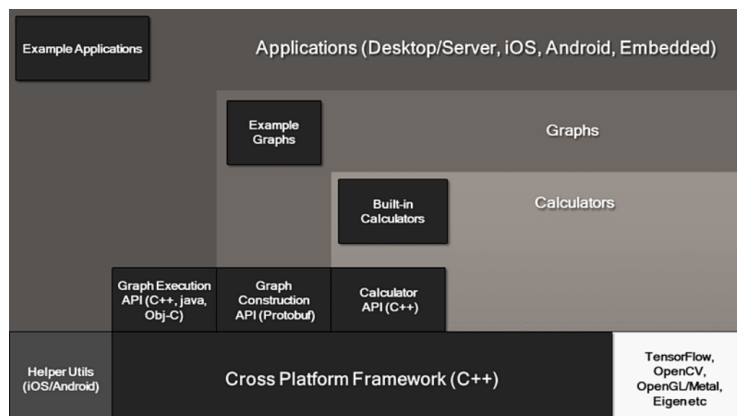 Example Applications
Applications (Desktop/Server, iOS, Android, Embedded)
Example
Graphs
Graphs
Built-in
Calculators
Calculators
Graph Execution
API (C++, java,
Obj-C)
Graph
Construction
API (Protobuf)
Calculator
API (C++)
Helper Utils
(iOS/Android)
Cross Platform Framework (C++)
TensorFlow,
OpenCV,
OpenGL/Metal,
Eigen etc